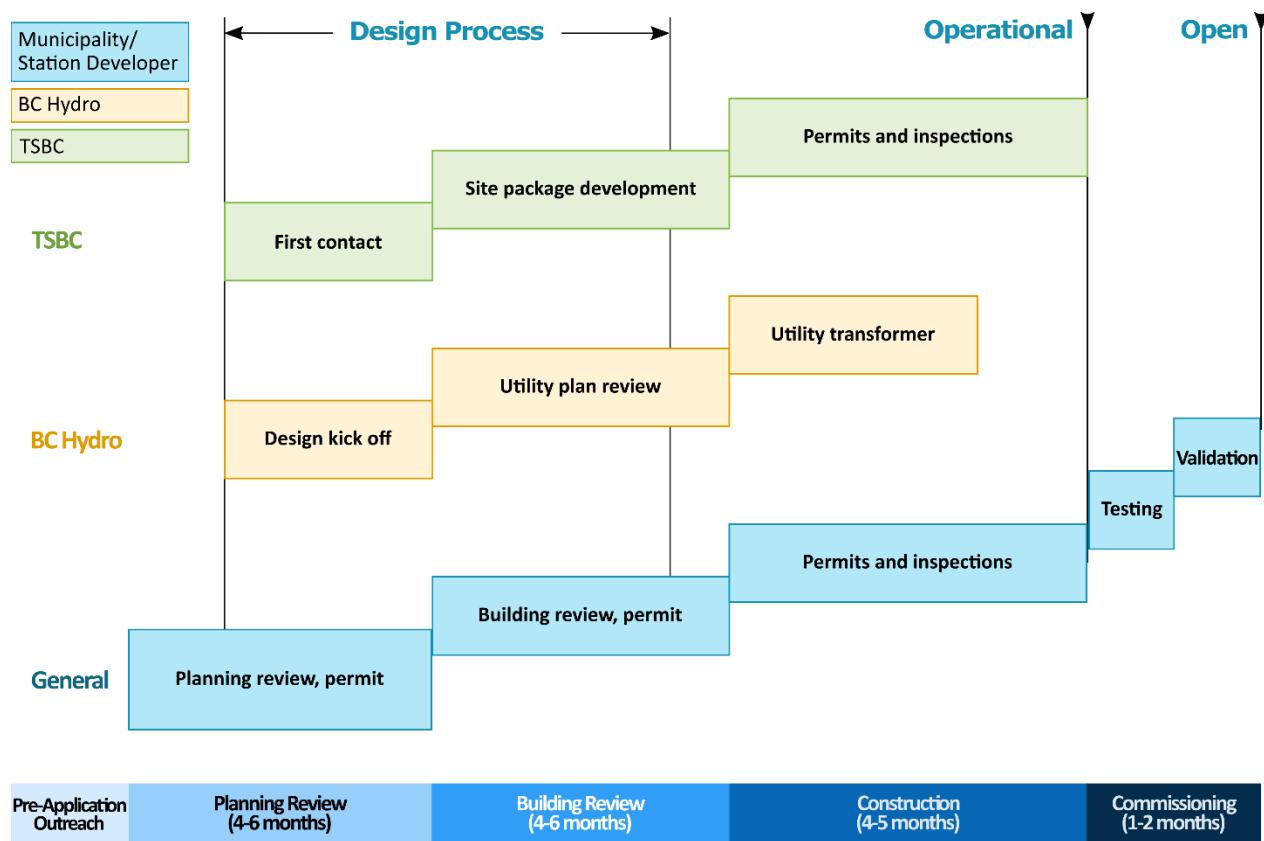 Municipality/
Station Developer
BC Hydro
TSBC
Design Process
Operational
Open
Permits and inspections
Site package development
TSBC
First contact
Utility transformer
Utility plan review
BC Hydro
Design kick off
Validation
Testing
Permits and inspections
Building review, permit
General
Planning review, permit
Pre-Application
Outreach
Planning Review
(4-6 months)
Building Review
(4-6 months)
Construction
(4-5 months)
Commissioning
(1-2 months)